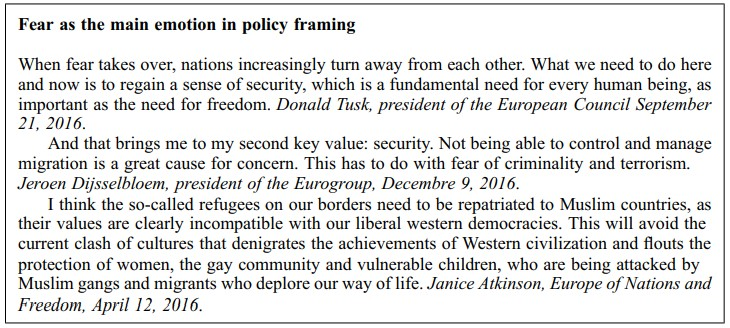 Fear as the main emotion in policy framing
When fear takes over, nations increasingly turn away from each other. What we need to do here
and now is to regain a sense of security, which is a fundamental need for every human being, as
important as the need for freedom. Donald Tusk, president of the European Council September
21, 2016.
And that brings me to my second key value: security. Not being able to control and manage
migration is a great cause for concern. This has to do with fear of criminality and terrorism.
Jeroen Dijsselbloem, president of the Eurogroup, Decembre 9, 2016.
I think the so-called refugees on our borders need to be repatriated to Muslim countries, as
their values are clearly incompatible with our liberal western democracies. This will avoid the
current clash of cultures that denigrates the achievements of Western civilization and flouts the
protection of women, the gay community and vulnerable children, who are being attacked by
Muslim gangs and migrants who deplore our way of life. Janice Atkinson, Europe of Nations and
Freedom, April 12, 2016.